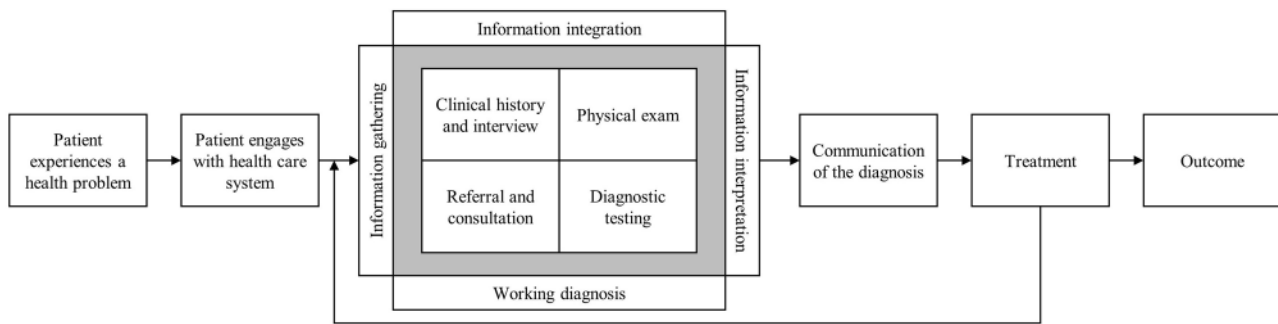 Information integration
Patient
experiences a
health problem
Patient engages
with health care
system
Information gathering
Clinical history
and interview
Physical exam
Referral and
consultation
Diagnostic
testing
Information interpretation
Working diagnosis
Communication
of the diagnosis
Treatment
Outcome